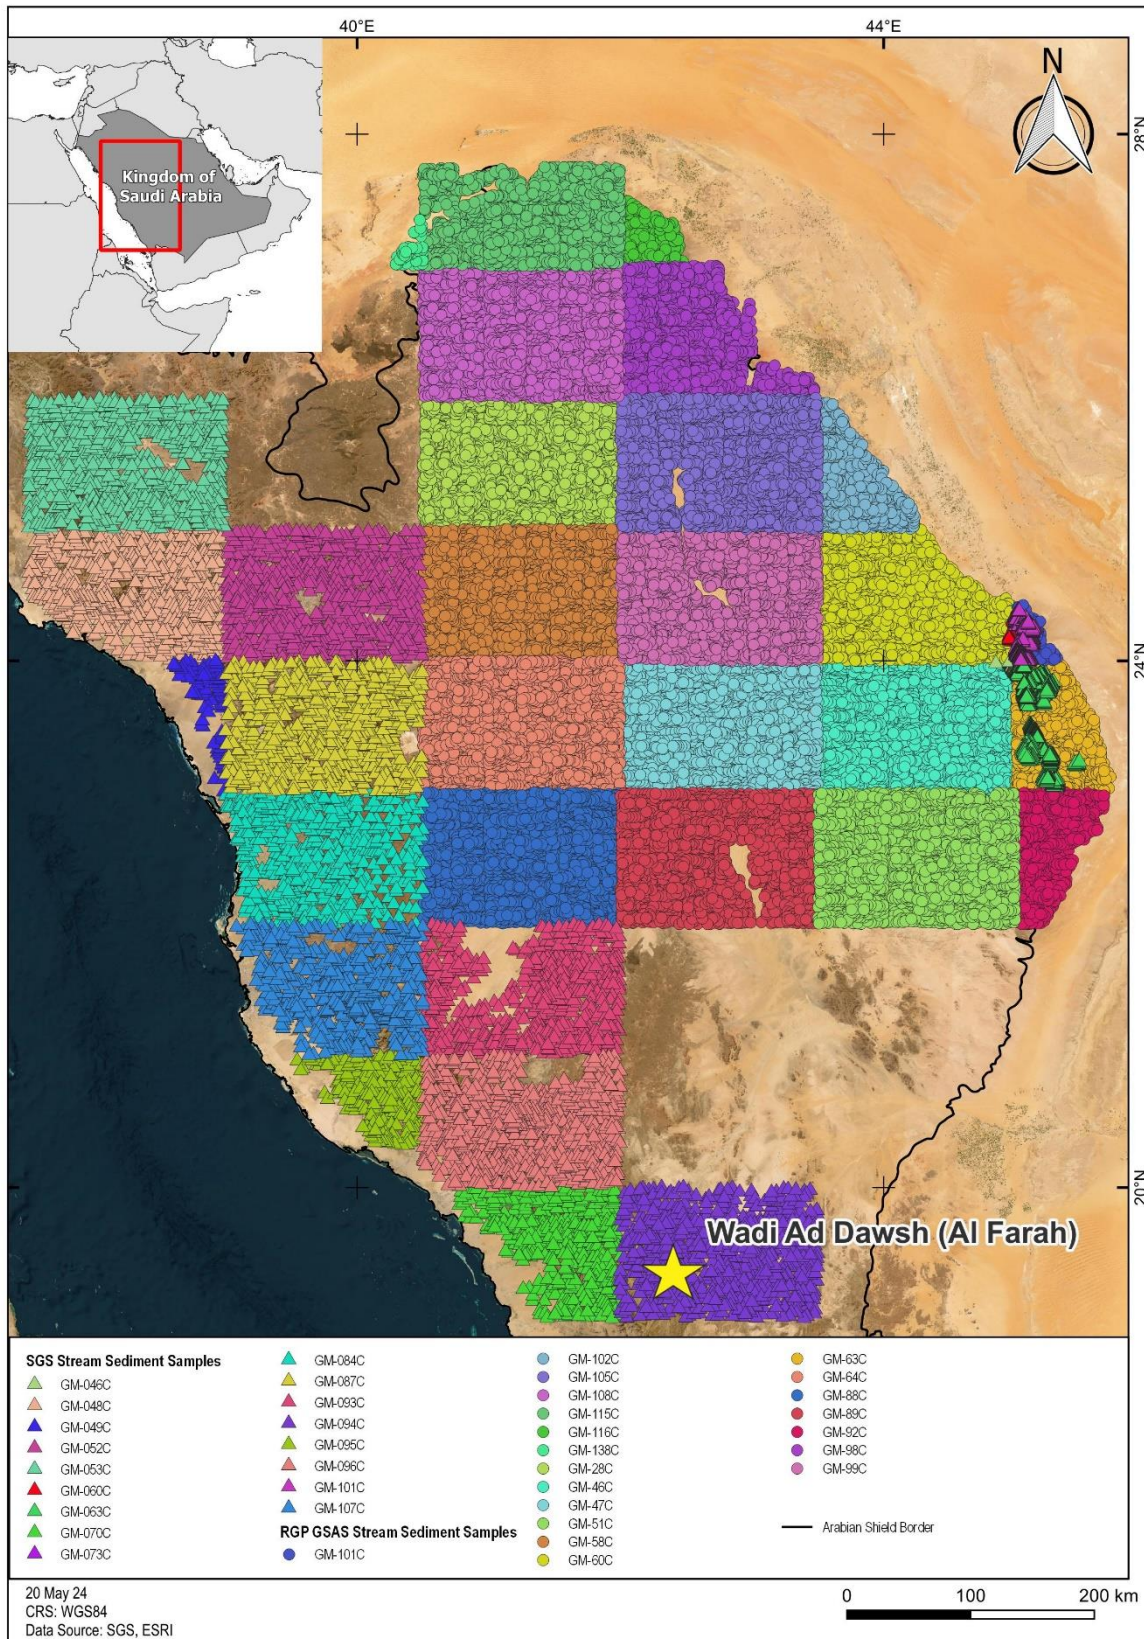 40°E
44°E
N
28°N
Kingdom of
Saudi Arabia
24°N
20°N
Wadi Ad Dawsh (Al Farah)
SGS Stream Sediment Samples
GM-046C
GM-048C
GM-049C
GM-052C
GM-053C
GM-060C
GM-063C
GM-070C
GM-073C
GM-084C
GM-087C
GM-093C
GM-094C
GM-095C
GM-096C
GM-101C
GM-107C
RGP GSAS Stream Sediment Samples
GM-101C
GM-102C
GM-105C
GM-108C
GM-115C
GM-116C
GM-138C
GM-28C
GM-46C
GM-47C
GM-51C
GM-58C
GM-60C
GM-63C
GM-64C
GM-88C
GM-89C
GM-92C
GM-98C
GM-99C
Arabian Shield Border
20 May 24
CRS: WGS84
Data Source: SGS, ESRI
0 100 200 km